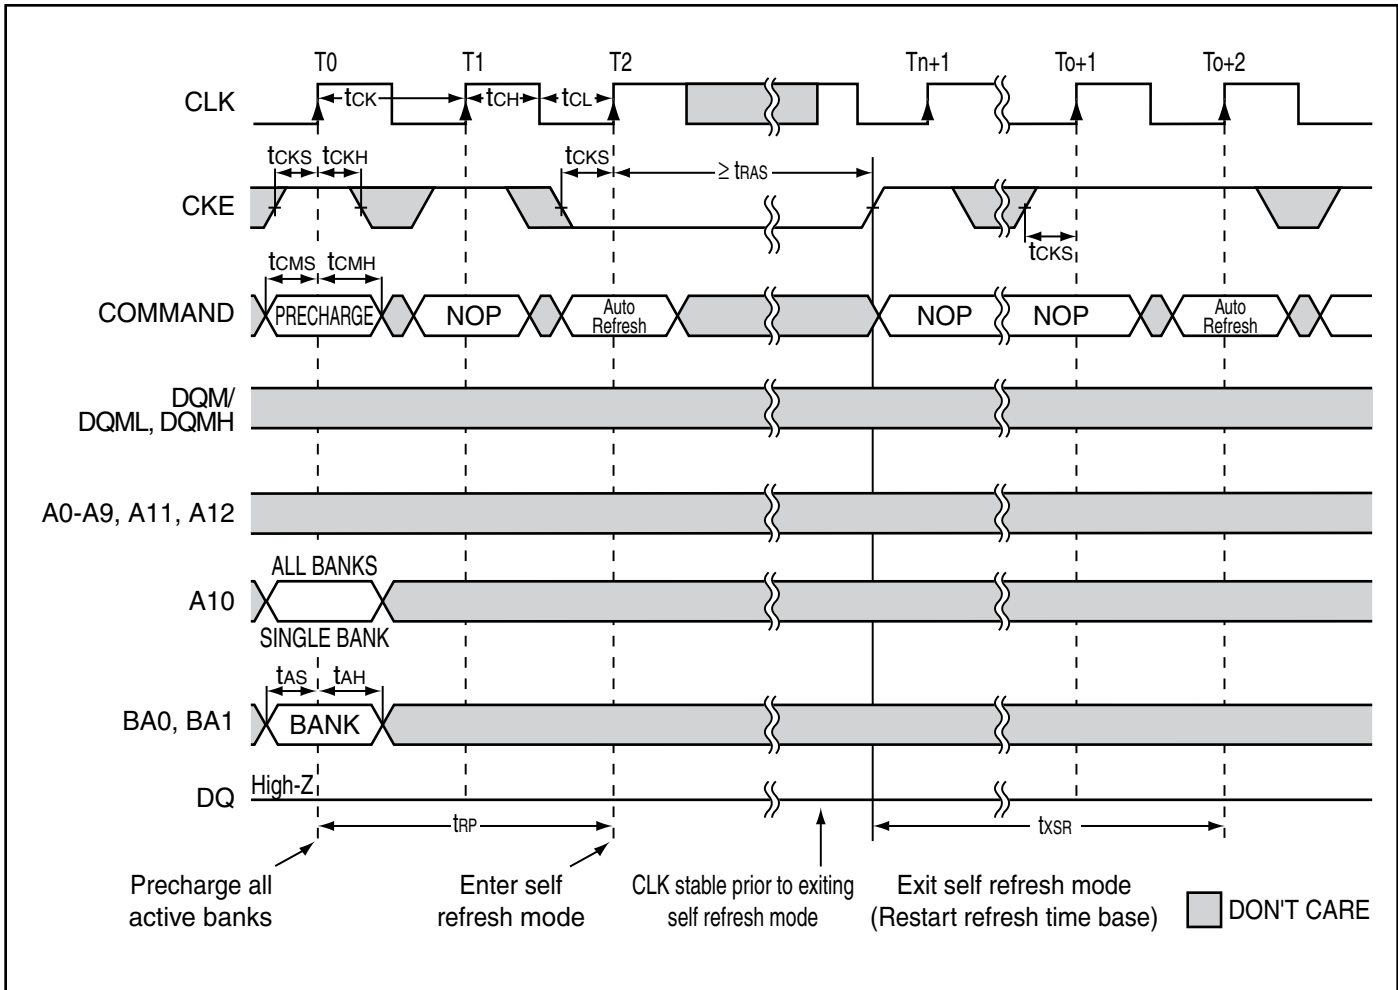 T0 T1 T2 Tn+1 To+1 To+2
CLK tCK tCH tCL
tCKS tCKH tCKS ≥ tRAS
CKE
tCKS
tCMS tCMH
COMMAND PRECHARGE NOP Auto Refresh NOP NOP Auto Refresh
DQM/
DQML, DQMH
A0-A9, A11, A12
ALL BANKS
A10
SINGLE BANK
tAS tAH
BA0, BA1 BANK
DQ High-Z
tRP tXSR
Precharge all
active banks
Enter self
refresh mode
CLK stable prior to exiting
self refresh mode
Exit self refresh mode
(Restart refresh time base)
DON'T CARE